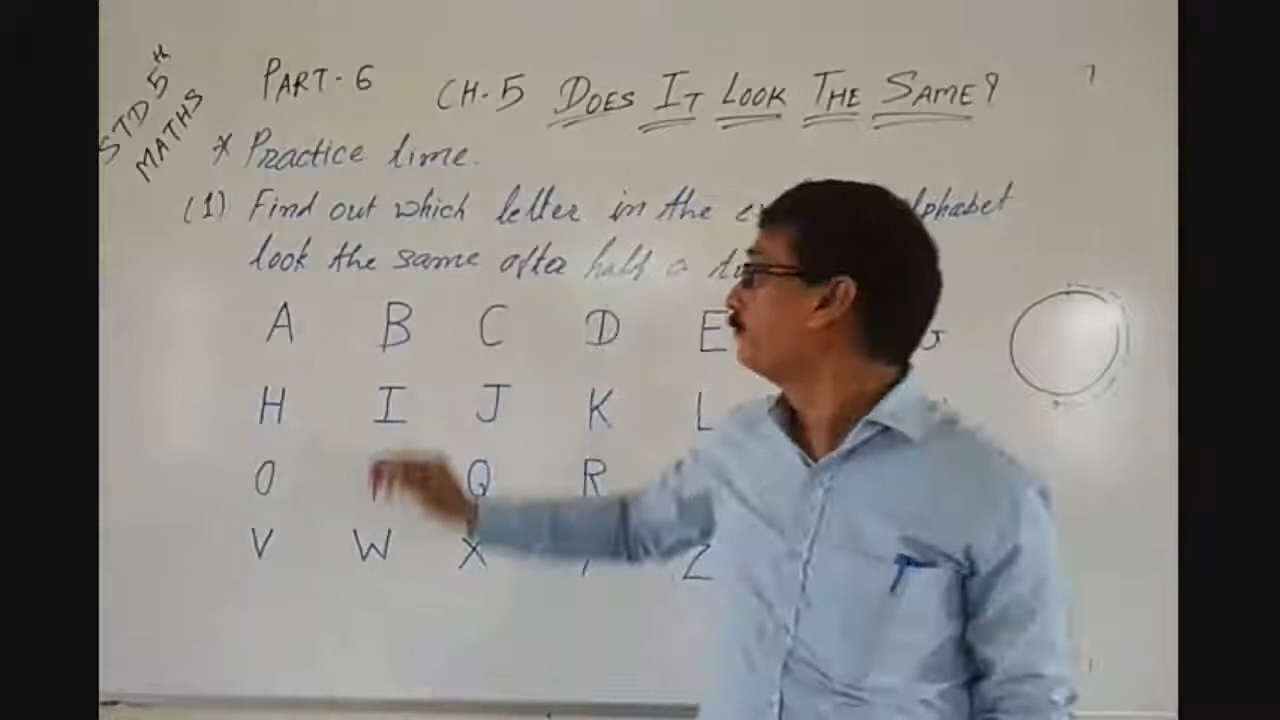 STD 5th
MATHS
PART-6
CH.5 DOES IT LOOK THE SAME?
* Practice time.
(1) Find out which letter in the
look the same after half a
A B C D E
H I J K L
O Q R
V W X Z